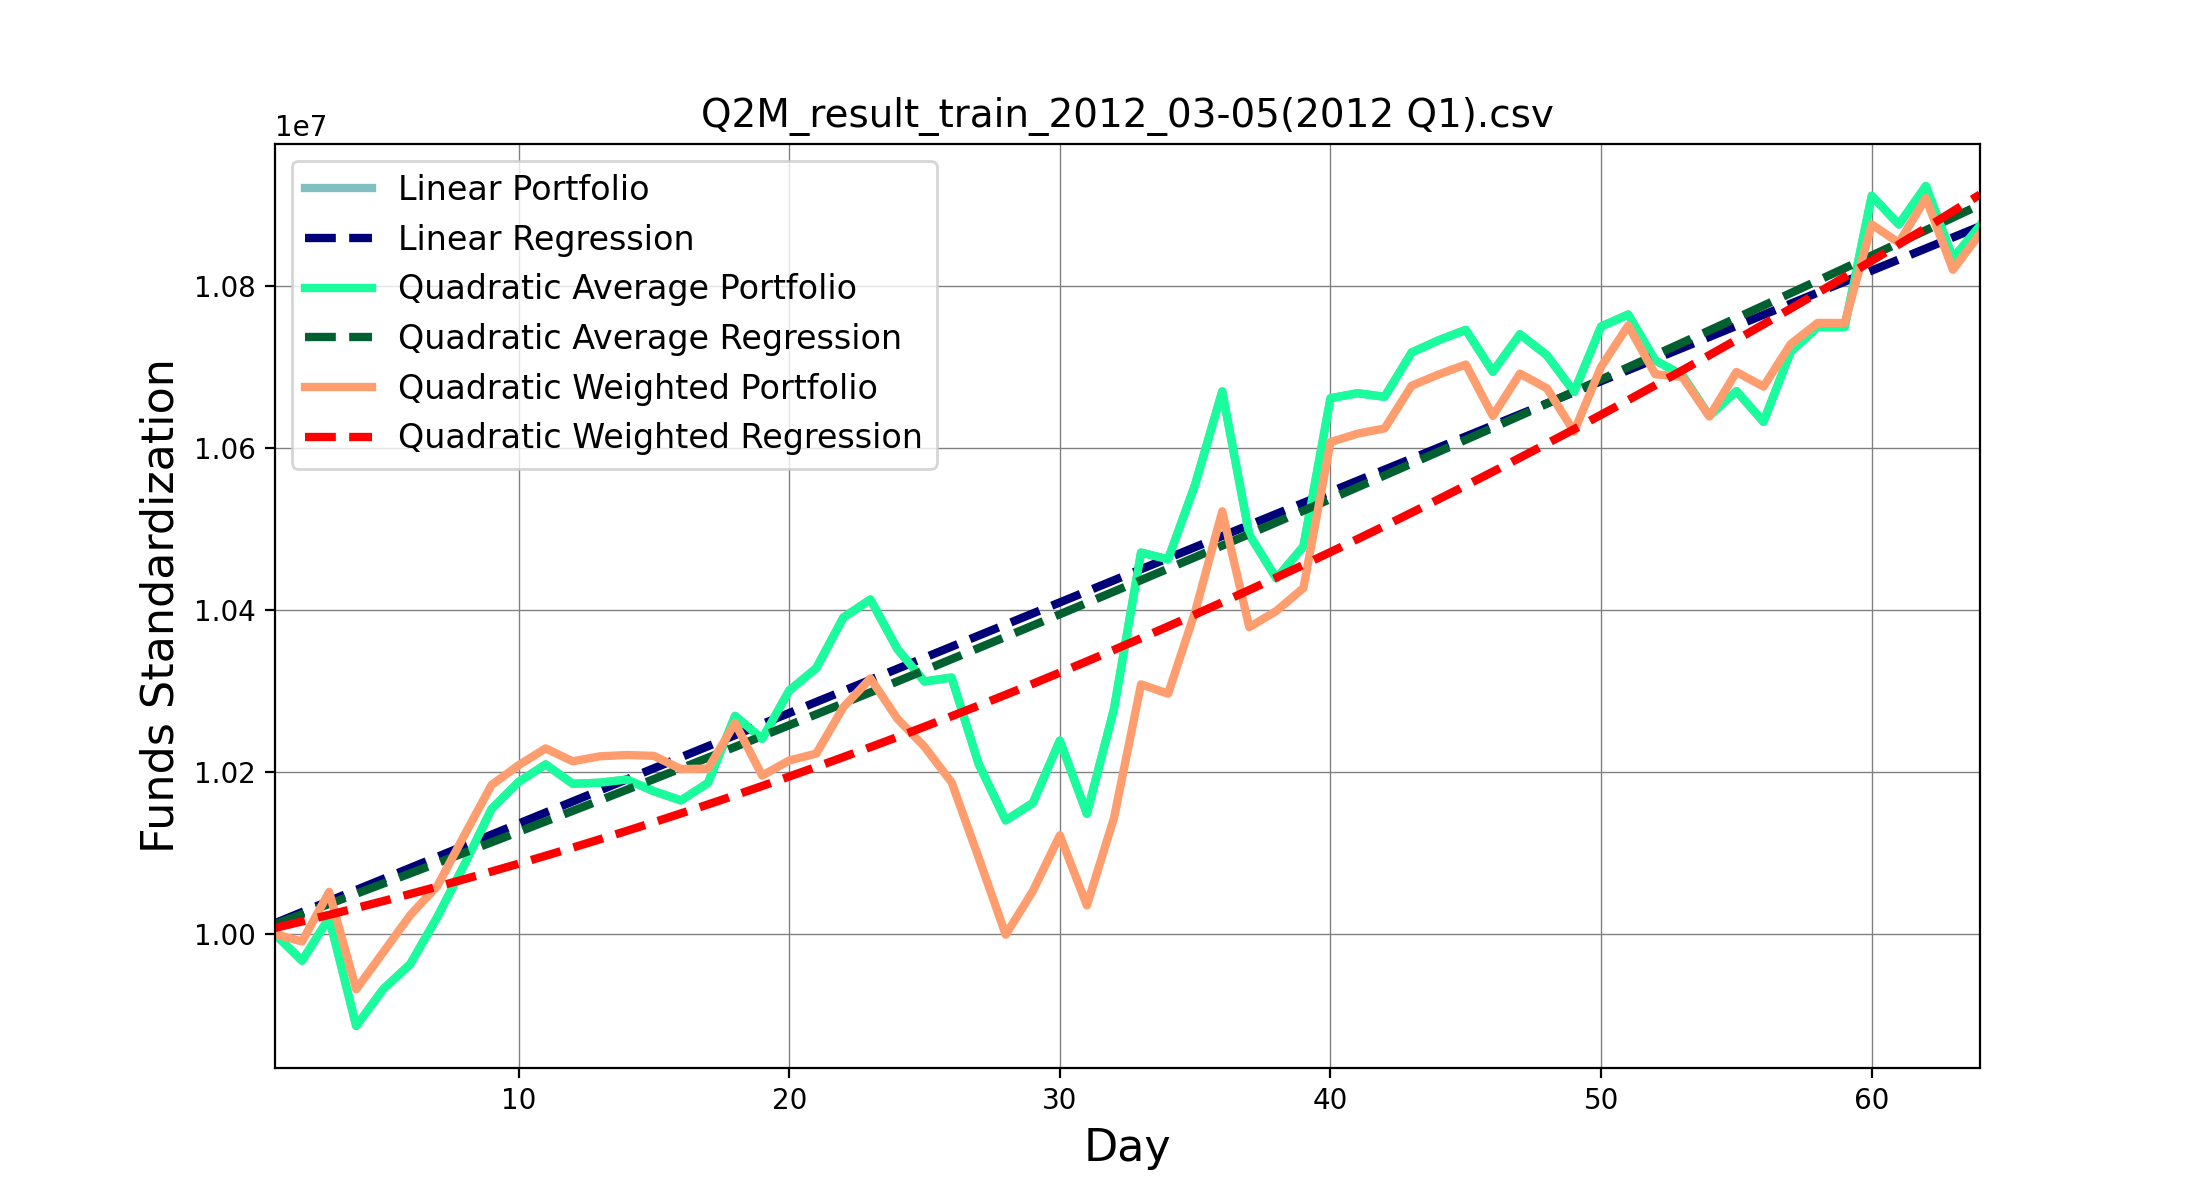 Q2M_result_train_2012_03-05(2012 Q1).csv
1e7
Linear Portfolio
Linear Regression
Quadratic Average Portfolio
Quadratic Average Regression
Quadratic Weighted Portfolio
Quadratic Weighted Regression
1.08
1.06
1.04
1.02
1.00
Funds Standardization
10 20 30 40 50 60
Day